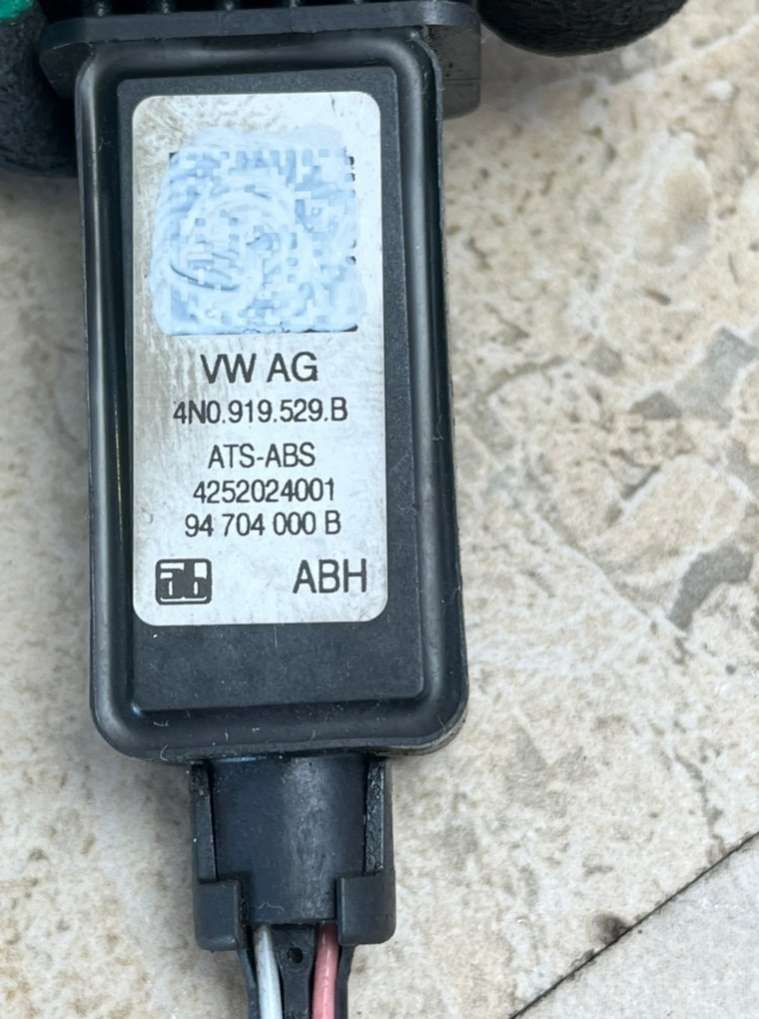 VW AG
4N0.919.529.B
ATS-ABS
4252024001
94 704 000 B
ABH